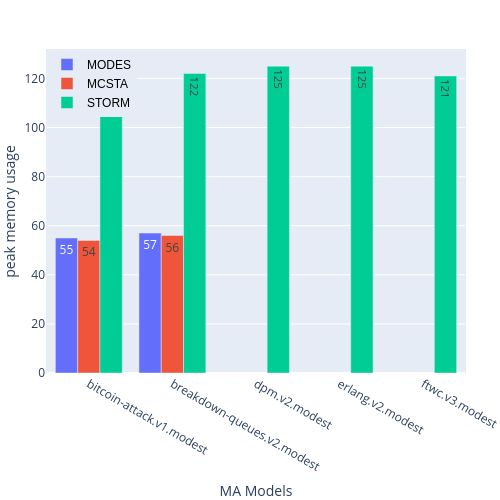 MODES
MCSTA
STORM
peak memory usage
120
100
80
60
40
20
0
55
54
57
56
122
125
125
121
bitcoin-attack.v1.modest
breakdown-queues.v2.modest
dpm.v2.modest
erlang.v2.modest
ftwc.v3.modest
MA Models